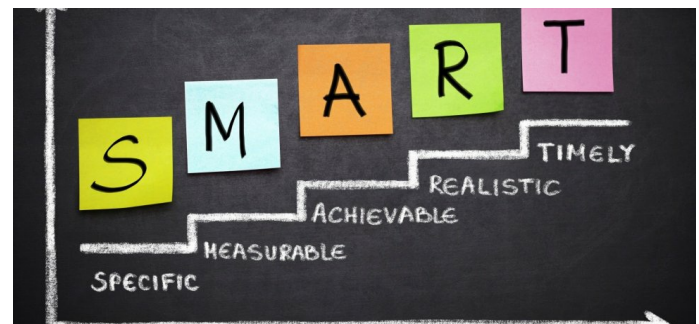 S M A R T
TIMELY
REALISTIC
ACHIEVABLE
MEASURABLE
SPECIFIC